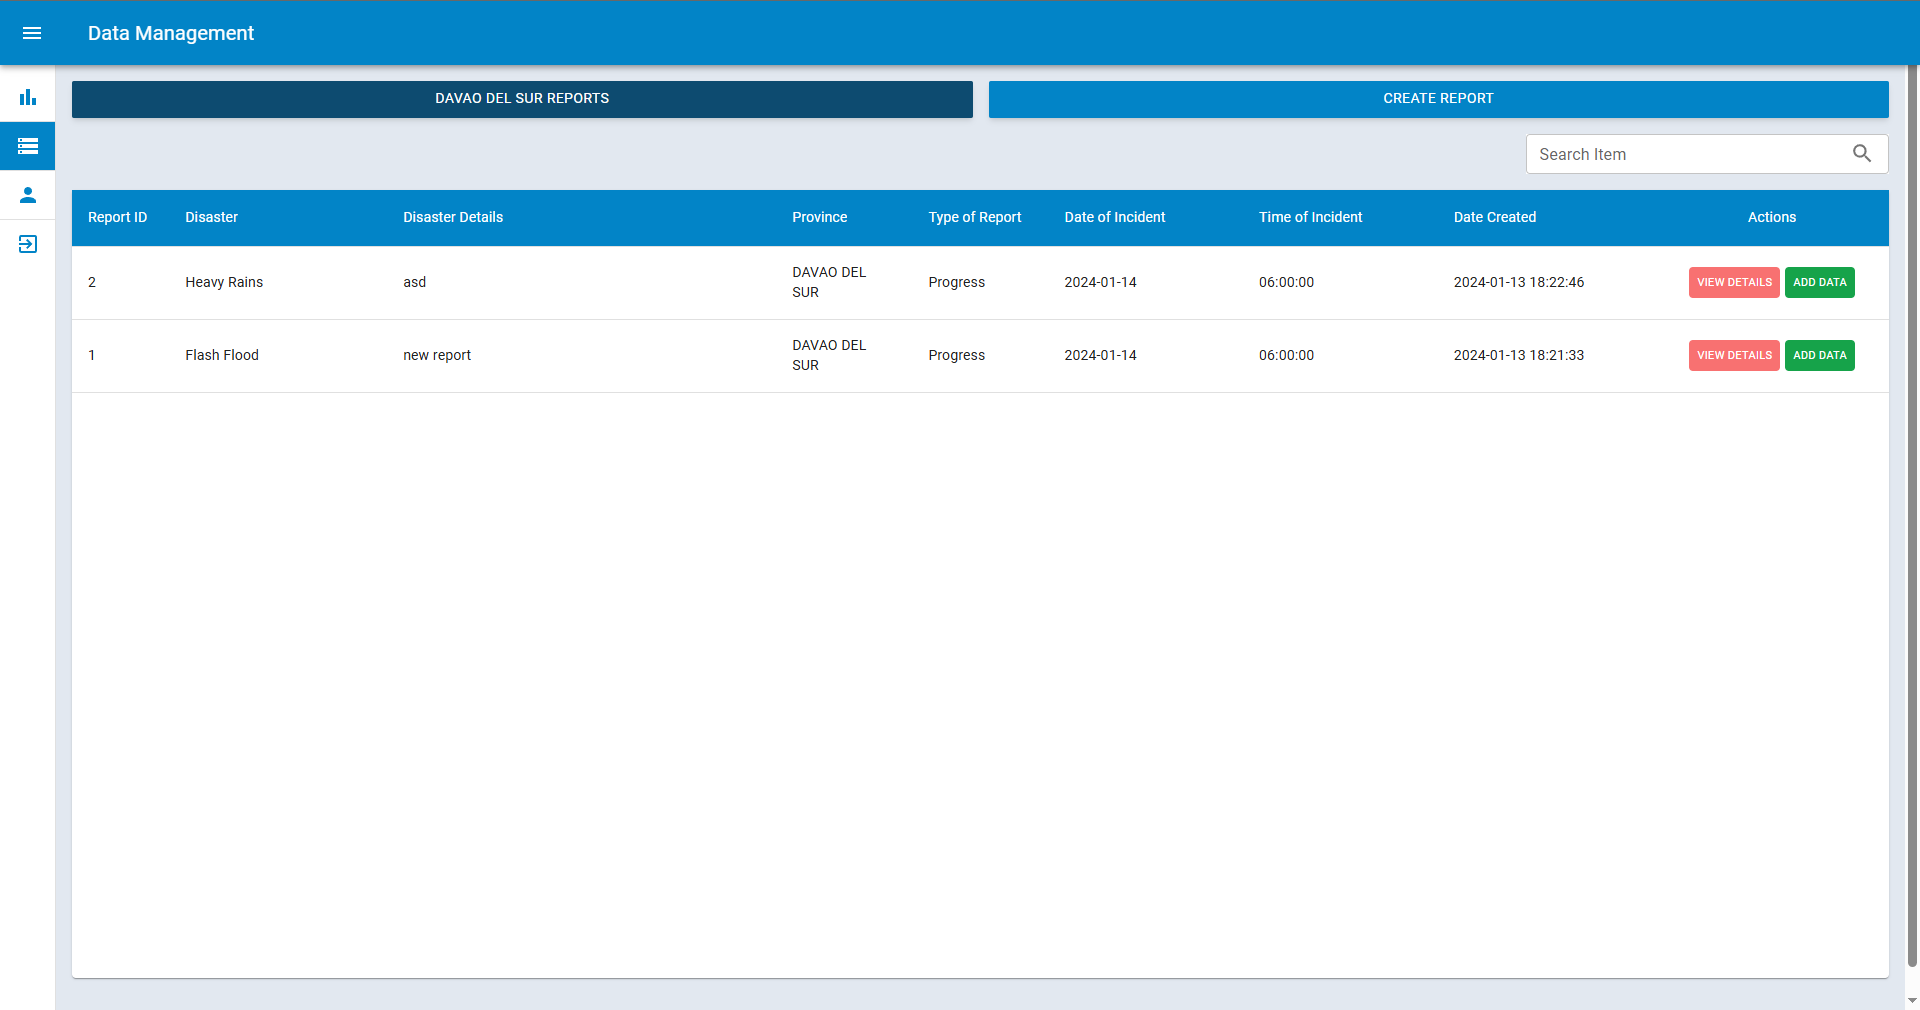 Data Management
DAVAO DEL SUR REPORTS
CREATE REPORT
Search Item
Report ID Disaster Disaster Details Province Type of Report Date of Incident Time of Incident Date Created Actions
2 Heavy Rains asd DAVAO DEL SUR Progress 2024-01-14 06:00:00 2024-01-13 18:22:46 VIEW DETAILS ADD DATA
1 Flash Flood new report DAVAO DEL SUR Progress 2024-01-14 06:00:00 2024-01-13 18:21:33 VIEW DETAILS ADD DATA